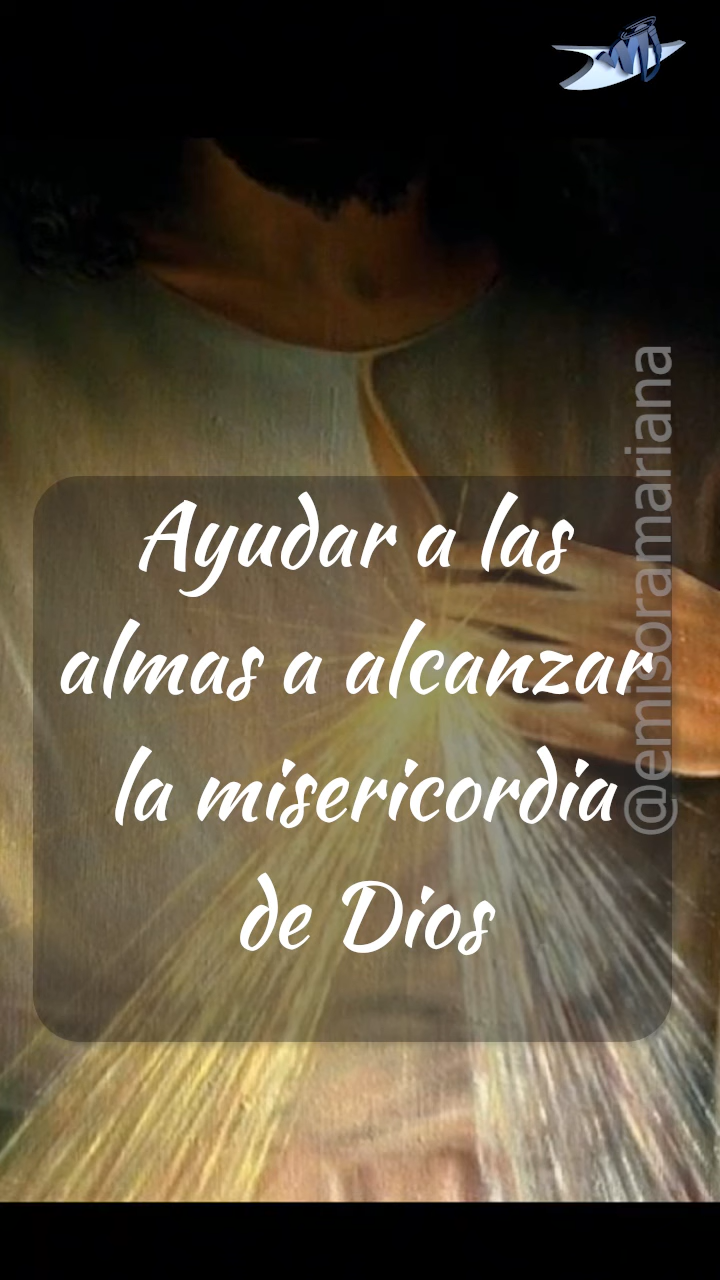 Ayudar a las
almas a alcanzar
la misericordia
de Dios
@emisoramariana